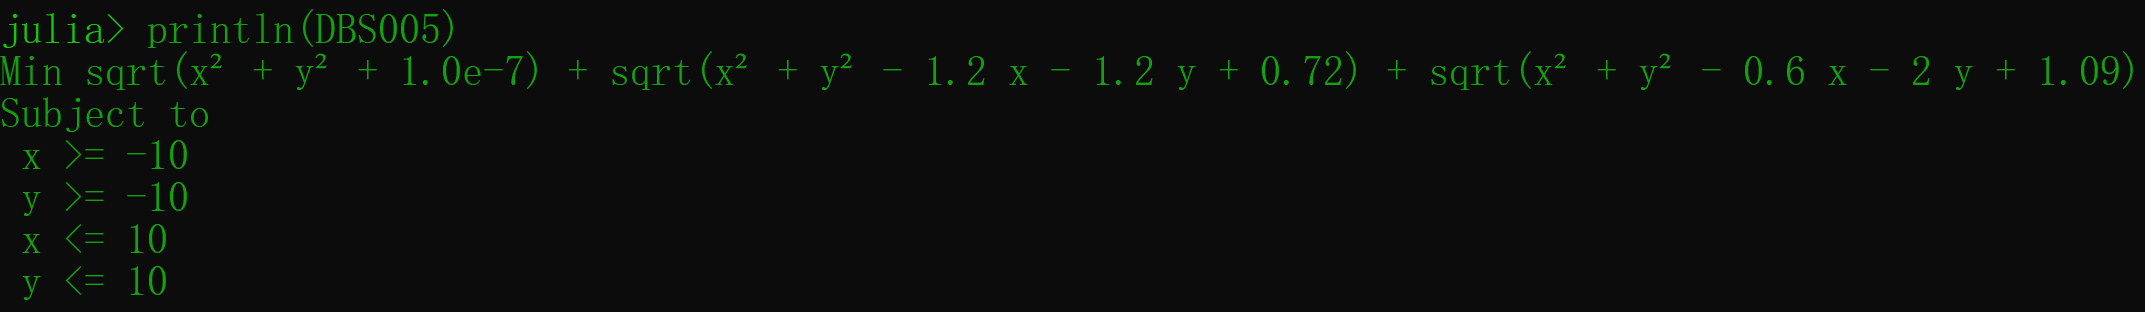 julia> println(DBS005)
Min sqrt(x² + y² + 1.0e-7) + sqrt(x² + y² - 1.2 x - 1.2 y + 0.72) + sqrt(x² + y² - 0.6 x - 2 y + 1.09)
Subject to
 x >= -10
 y >= -10
 x <= 10
 y <= 10